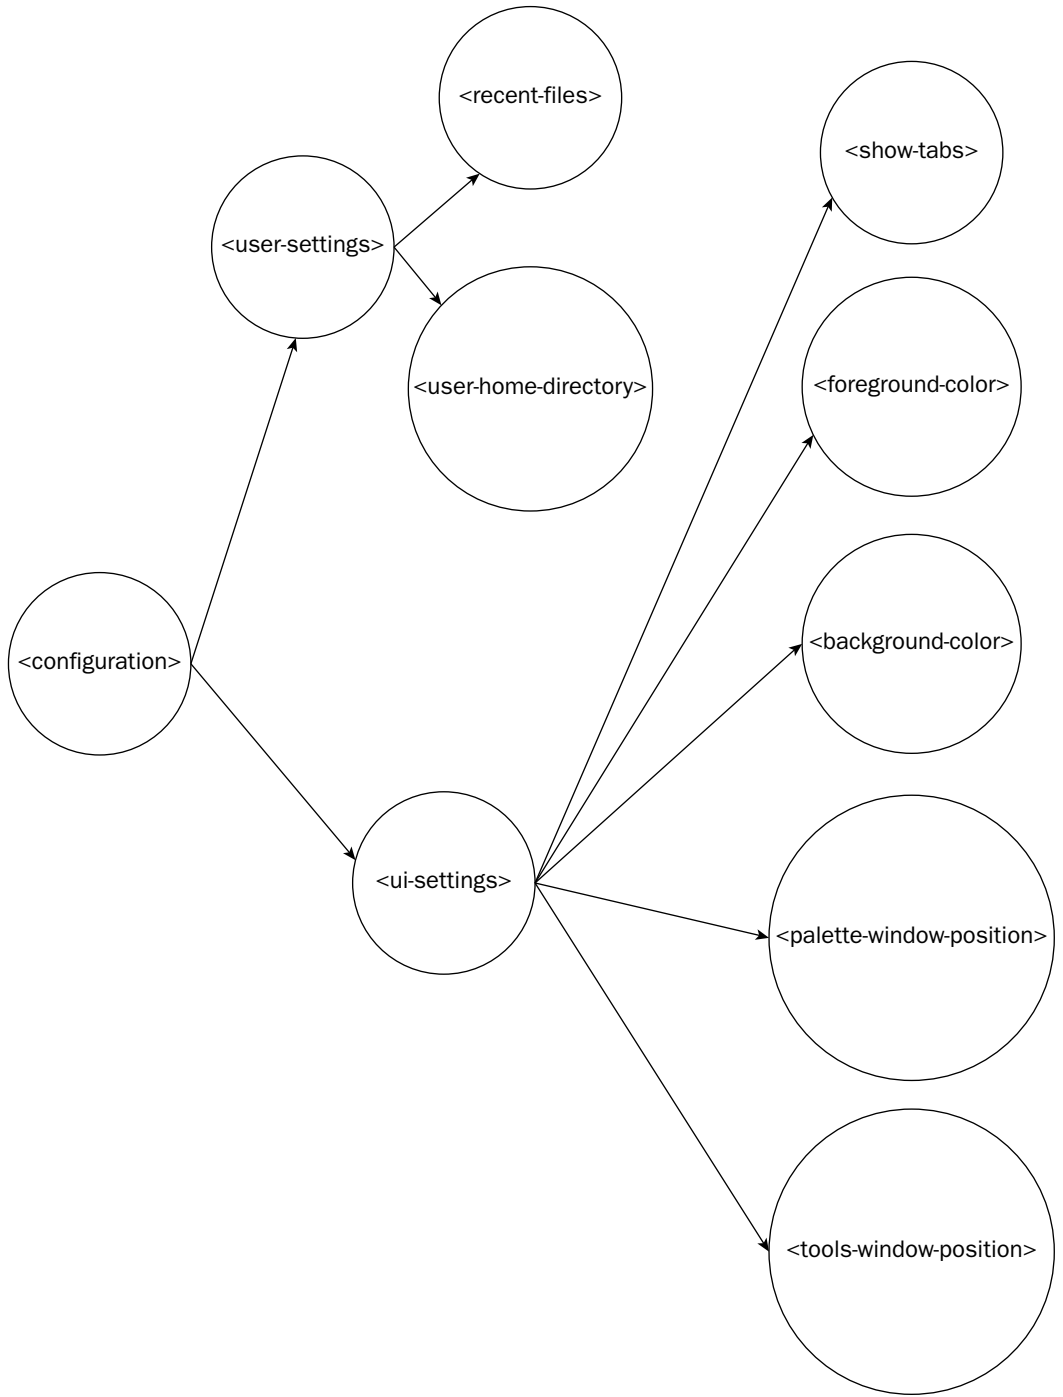 <recent-files>
<show-tabs>
<user-settings>
<user-home-directory>
<foreground-color>
<configuration>
<background-color>
<ui-settings>
<palette-window-position>
<tools-window-position>